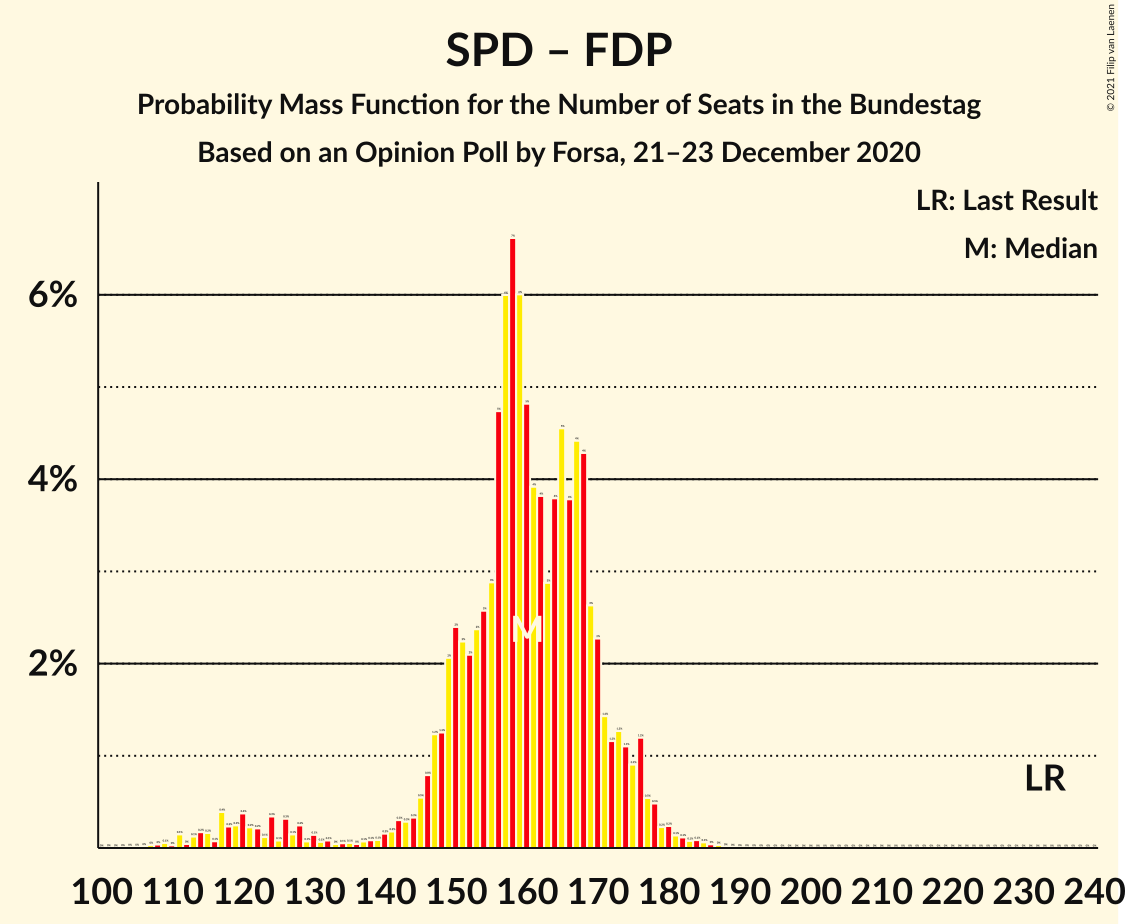 SPD – FDP
Probability Mass Function for the Number of Seats in the Bundestag
Based on an Opinion Poll by Forsa, 21–23 December 2020
© 2021 Filip van Laenen
LR: Last Result
M: Median
6%
4%
2%
M
LR
100 110 120 130 140 150 160 170 180 190 200 210 220 230 240